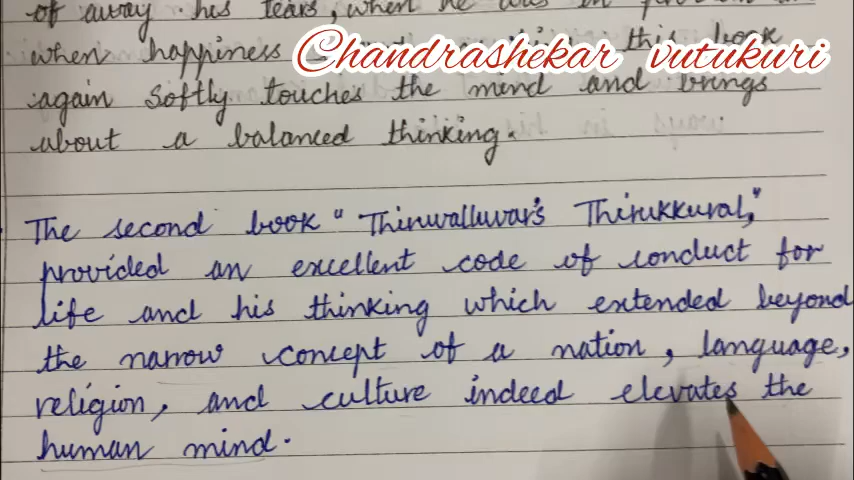 of away his tears, when he was in
when happiness this book
Chandrashekar vutukuri
again softly touches the mind and brings
about a balanced thinking.
The second book "Thiruvalluvar's Thirukkural,"
provided an excellent code of conduct for
life and his thinking which extended beyond
the narrow concept of a nation, language,
religion, and culture indeed elevates the
human mind.